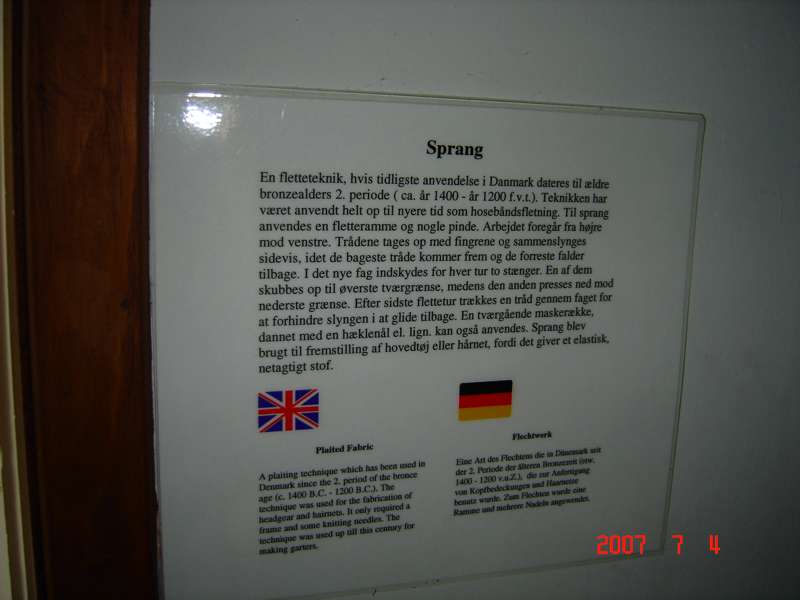 Sprang
En fletteteknik, hvis tidligste anvendelse i Danmark dateres til ældre
bronzealders 2. periode ( ca. år 1400 - år 1200 f.v.t.). Teknikken har
været anvendt helt op til nyere tid som hosebåndsfletning. Til sprang
anvendes en fletteramme og nogle pinde. Arbejdet foregår fra højre
mod venstre. Trådene tages op med fingrene og sammenslynges
sidevis, idet de bageste tråde kommer frem og de forreste falder
tilbage. I det nye fag indskydes for hver tur to stænger. En af dem
skubbes op til øverste tværgrænse, medens den anden presses ned mod
nederste grænse. Efter sidste flettetur trækkes en tråd gennem faget for
at forhindre slyngen i at glide tilbage. En tværgående maskerække,
dannet med en hæklenål el. lign. kan også anvendes. Sprang blev
brugt til fremstilling af hovedtøj eller hårnet, fordi det giver et elastisk,
netagtigt stof.
Plaited Fabric
A plaiting technique which has been used in
Denmark since the 2. period of the bronce
age (c. 1400 B.C. - 1200 B.C.). The
technique was used for the fabrication of
headgear and hairnets. It only required a
frame and some knitting needles. The
technique was used up till this century for
making garters.
Flechtwerk
Eine Art des Flechtens die in Dänemark seit
der 2. Periode der älteren Bronzezeit (etw.
1400 - 1200 v.u.Z.), die zur Anfertigung
von Kopfbedeckungen und Haarnetze
benutz wurde. Zum Flechten wurde eine
Ramme und mehrere Nadeln angewendet.
2007 7 4